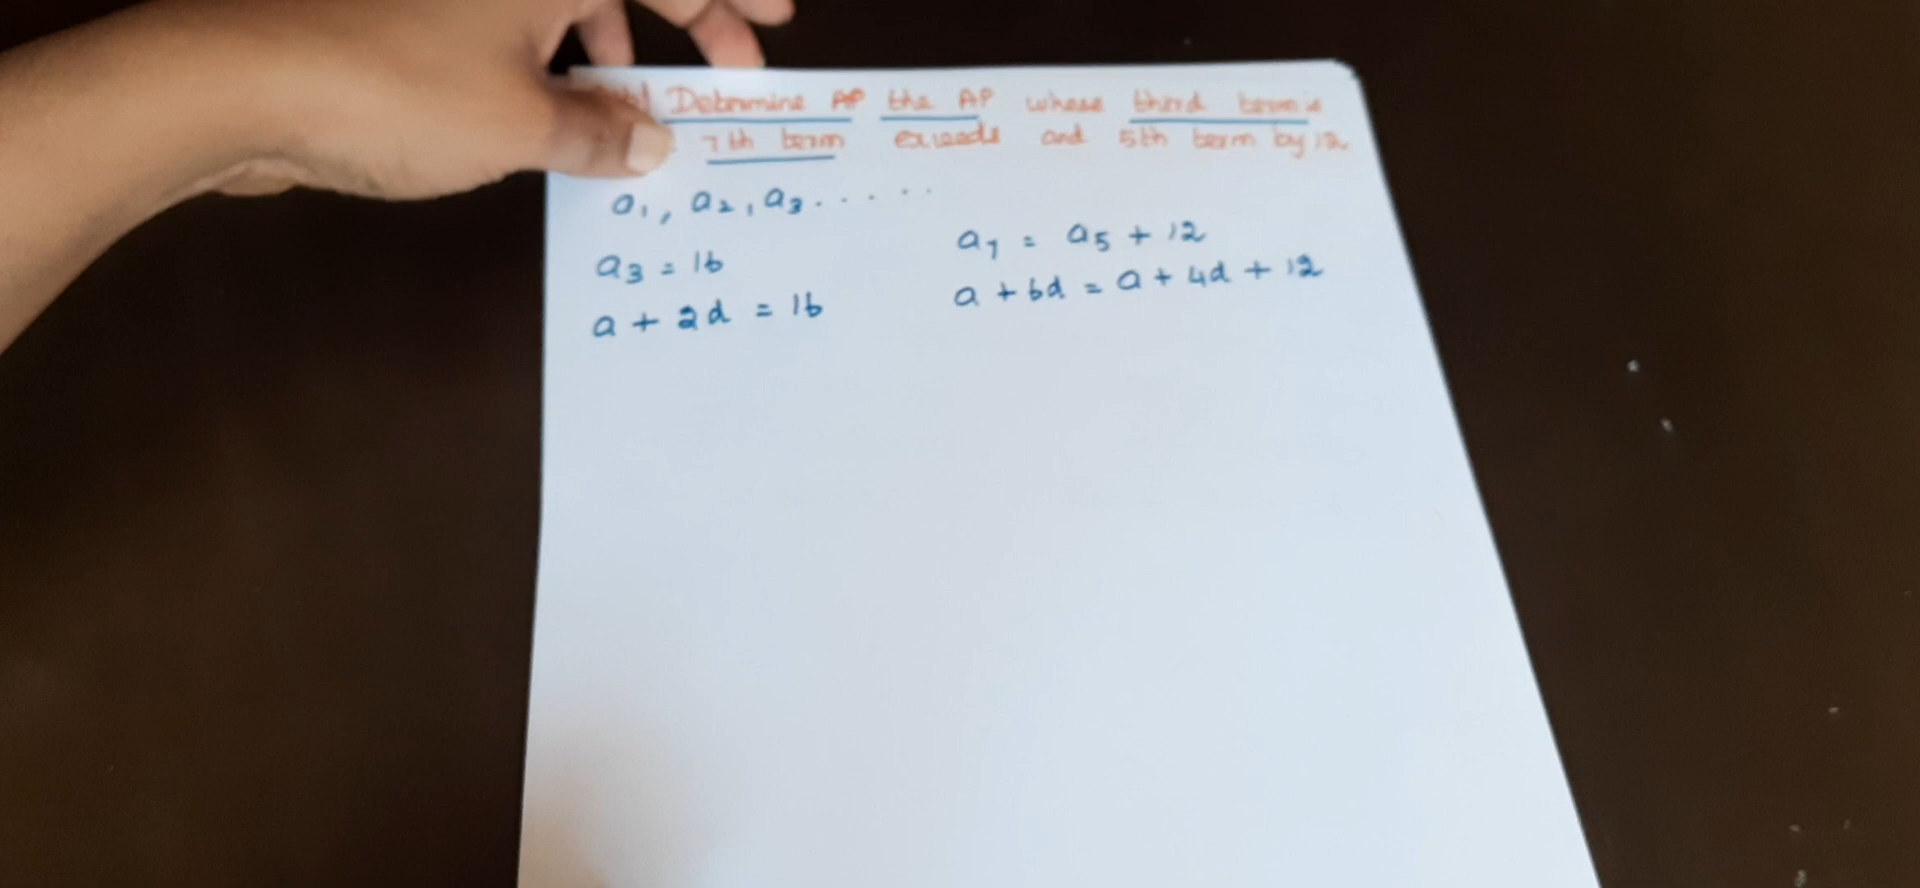 Determine AP the AP whose third term is
7th term exceeds and 5th term by 12
a₁, a₂, a₃.....
a₃ = 16
a₇ = a₅ + 12
a + 2d = 16
a + 6d = a + 4d + 12